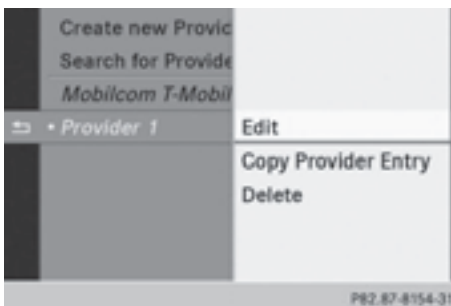 Create new Provic
Search for Provide
Mobilcom T-Mobil
• Provider 1
Edit
Copy Provider Entry
Delete
P82.87-8154-31